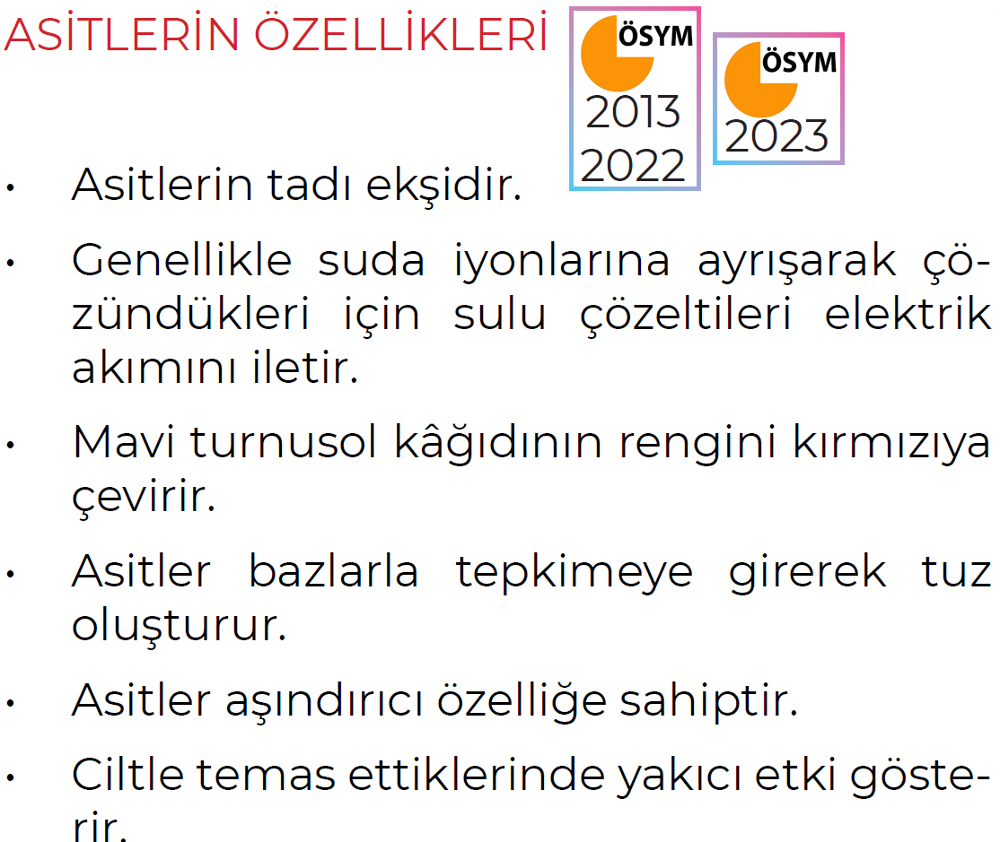 ASİTLERİN ÖZELLİKLERİ
ÖSYM
2013
2022
ÖSYM
2023
• Asitlerin tadı ekşidir.
• Genellikle suda iyonlarına ayrışarak çö-
zündükleri için sulu çözeltileri elektrik
akımını iletir.
• Mavi turnusol kâğıdının rengini kırmızıya
çevirir.
• Asitler bazlarla tepkimeye girerek tuz
oluşturur.
• Asitler aşındırıcı özelliğe sahiptir.
• Ciltle temas ettiklerinde yakıcı etki göste-
rir.